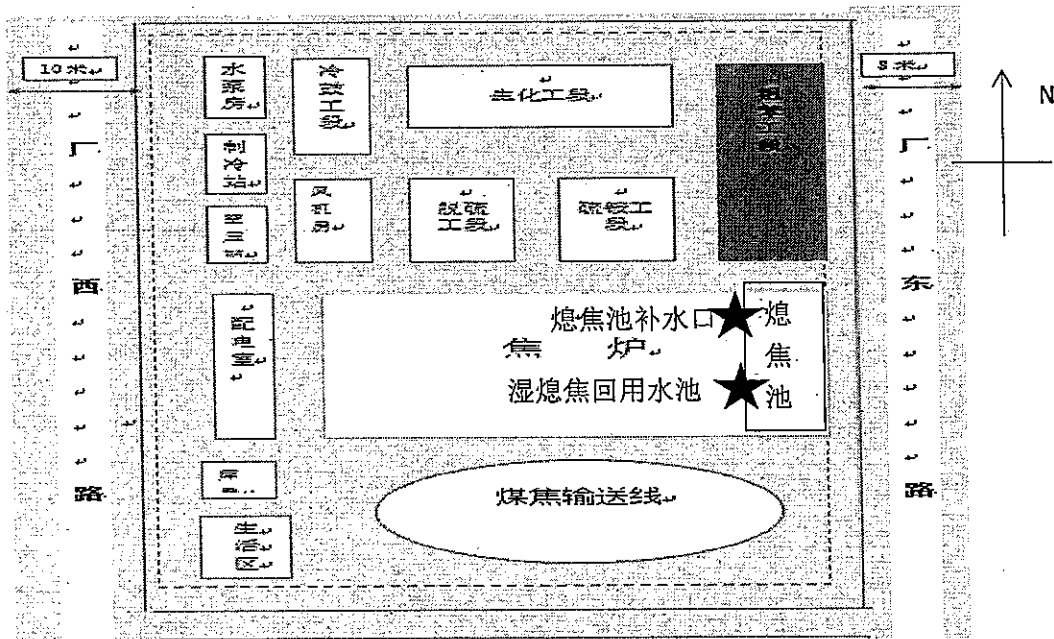 10米
8米
N
水泵房
冷鼓工段
生化工段
制冷站
风机房
脱硫
工段
硫铵工
段
厂西路
厂东路
配电室
熄焦池补水口
焦炉
湿熄焦回用水池
熄焦池
煤焦输送线
生活区